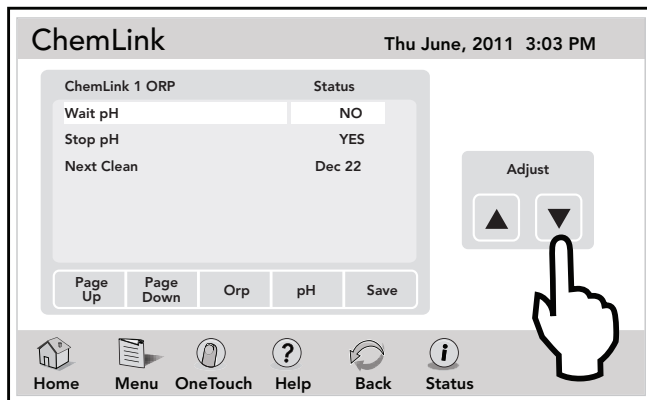 ChemLink
Thu June, 2011 3:03 PM
ChemLink 1 ORP Status
Wait pH NO
Stop pH YES
Next Clean Dec 22
Adjust
Page Up
Page Down
Orp
pH
Save
Home
Menu
OneTouch
Help
Back
Status